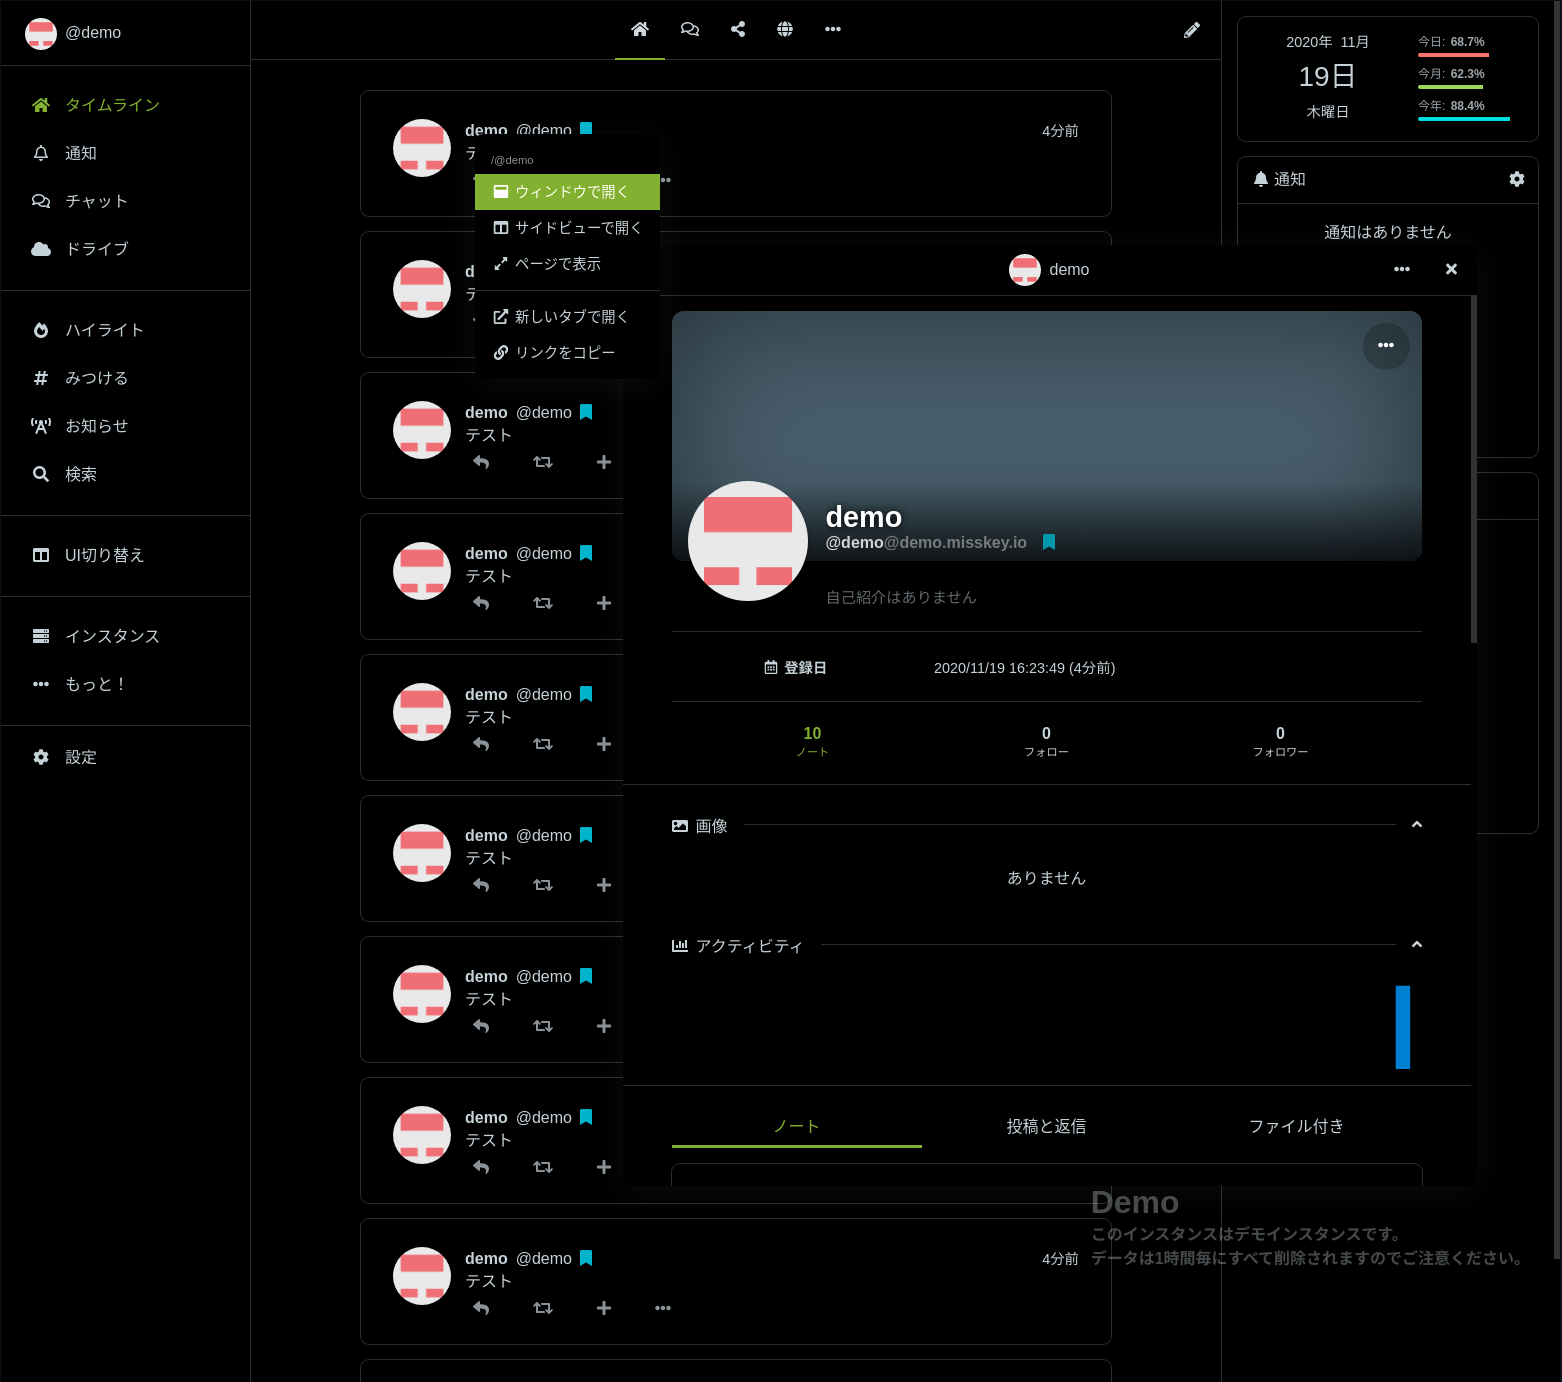 @demo
タイムライン
通知
チャット
ドライブ
ハイライト
みつける
お知らせ
検索
UI切り替え
インスタンス
もっと！
設定
demo @demo
4分前
/@demo
ウィンドウで開く
サイドビューで開く
ページで表示
新しいタブで開く
リンクをコピー
demo @demo
テスト
demo @demo
テスト
demo @demo
テスト
demo @demo
テスト
demo @demo
テスト
demo @demo
テスト
demo @demo
4分前
テスト
demo
demo
@demo@demo.misskey.io
自己紹介はありません
登録日 2020/11/19 16:23:49 (4分前)
10 0 0
ノート フォロー フォロワー
画像
ありません
アクティビティ
ノート 投稿と返信 ファイル付き
2020年 11月
19日
木曜日
今日: 68.7%
今月: 62.3%
今年: 88.4%
通知
通知はありません
Demo
このインスタンスはデモインスタンスです。
データは1時間毎にすべて削除されますのでご注意ください。